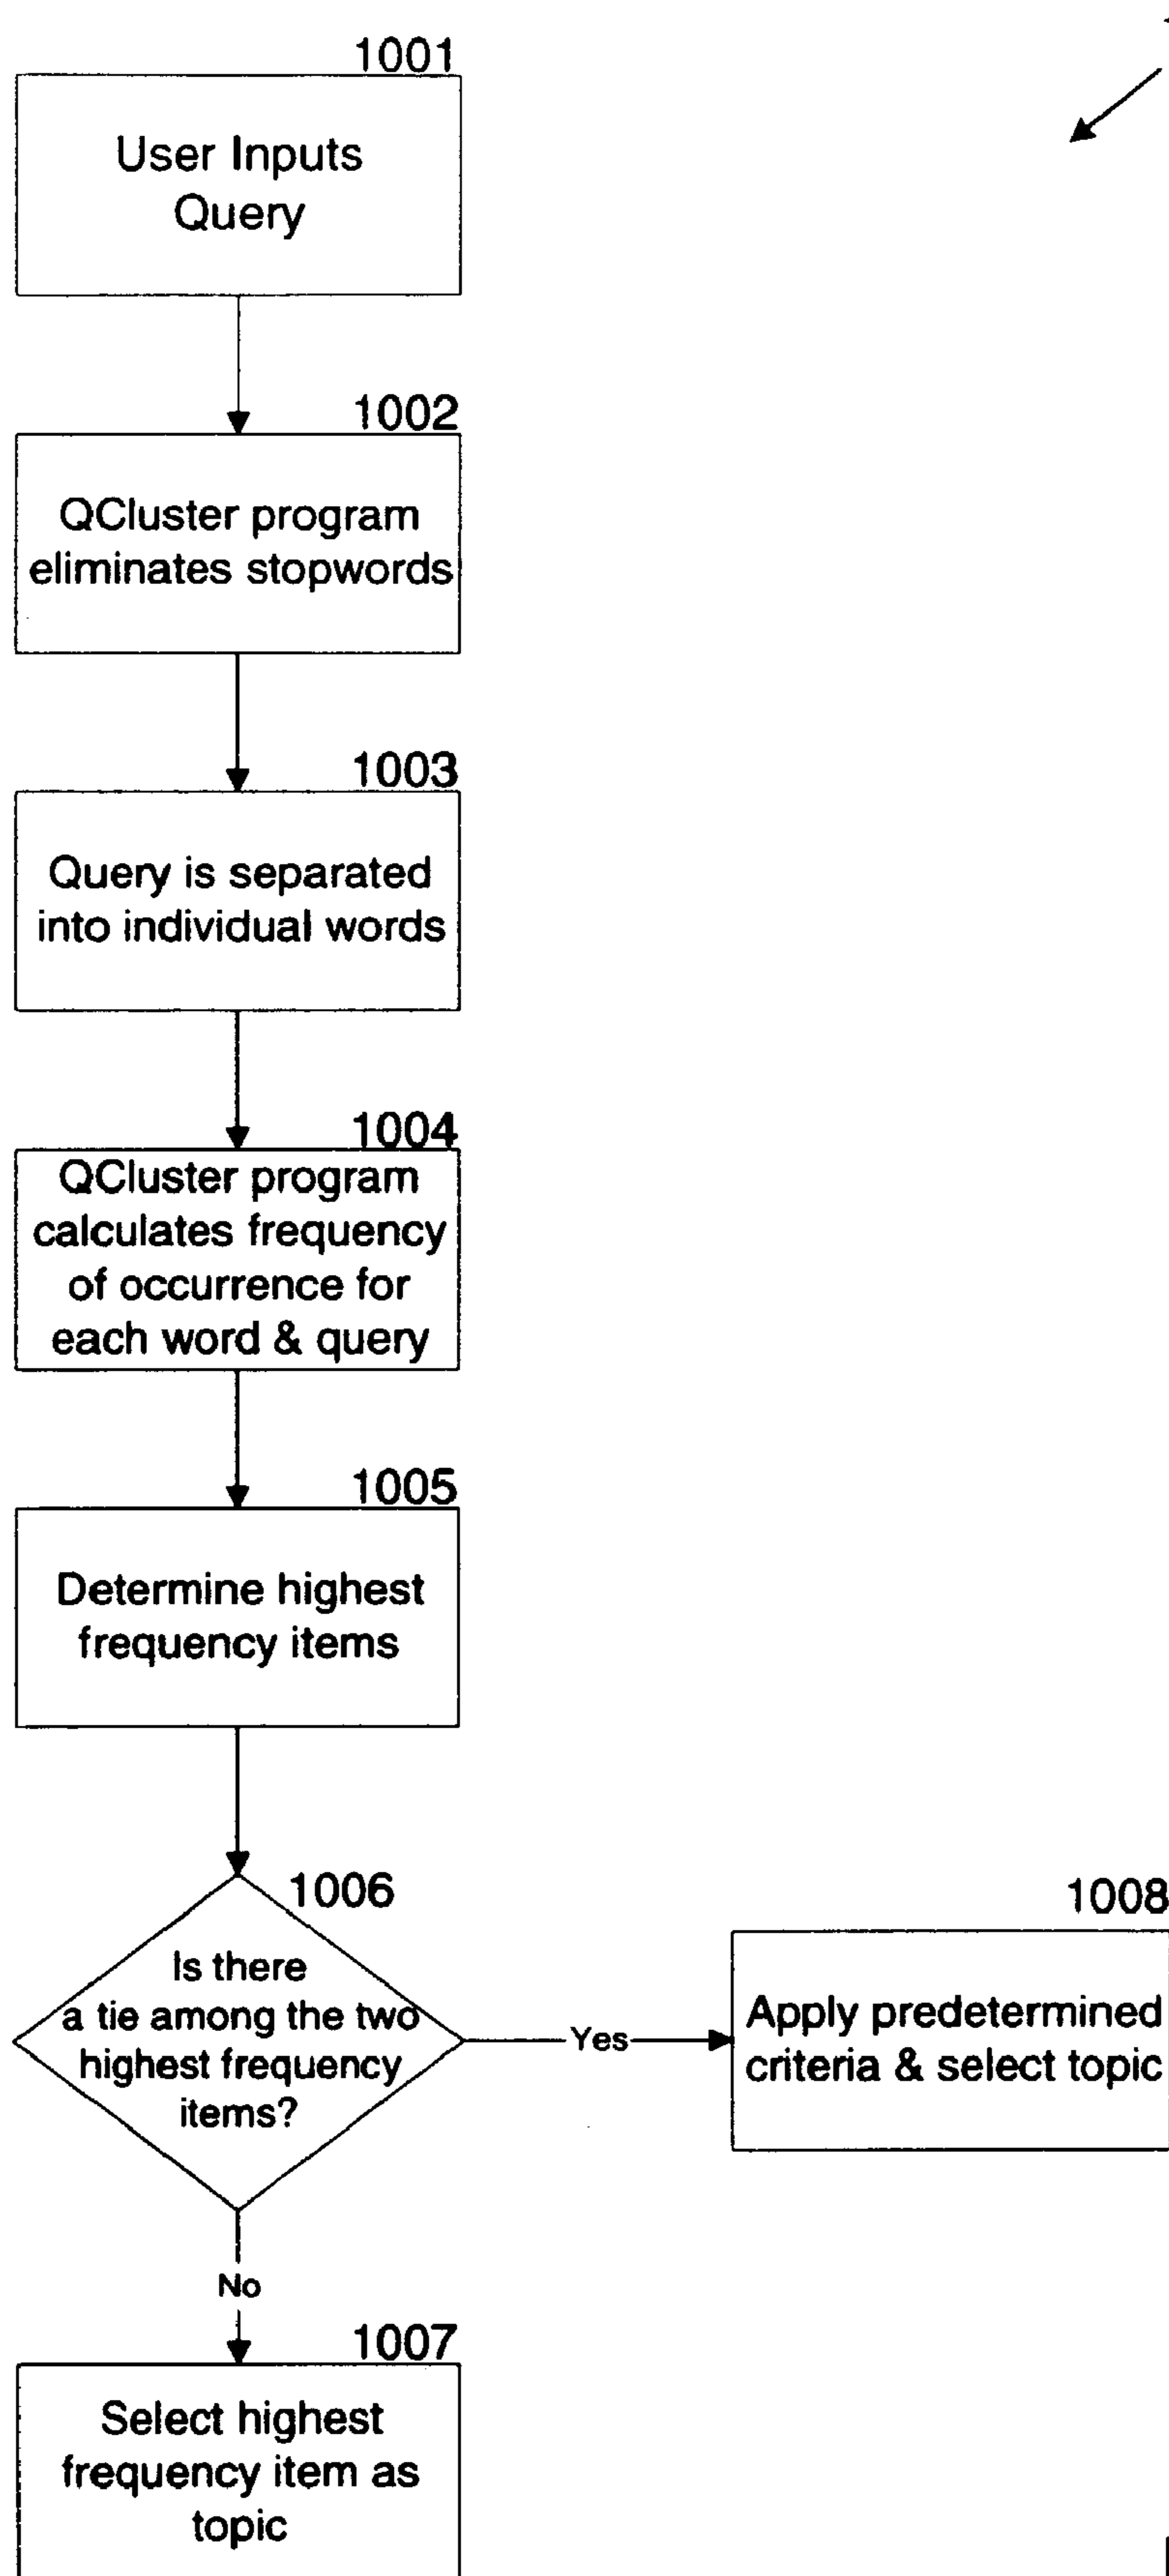 1001
User Inputs
Query
1002
QCluster program
eliminates stopwords
1003
Query is separated
into individual words
1004
QCluster program
calculates frequency
of occurrence for
each word & query
1005
Determine highest
frequency items
1006
Is there
a tie among the two
highest frequency
items?
Yes
1008
Apply predetermined
criteria & select topic
No
1007
Select highest
frequency item as
topic